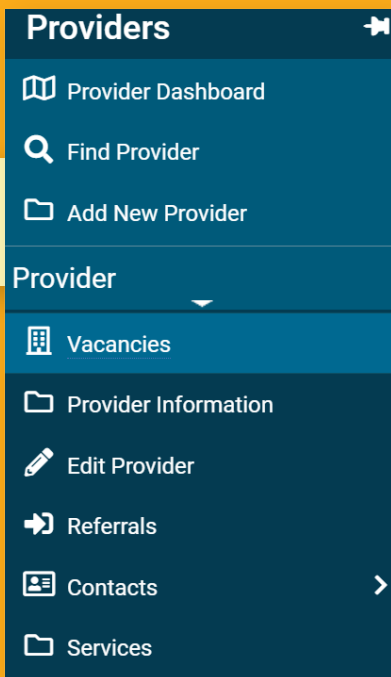 Providers
Provider Dashboard
Find Provider
Add New Provider
Provider
Vacancies
Provider Information
Edit Provider
Referrals
Contacts
Services